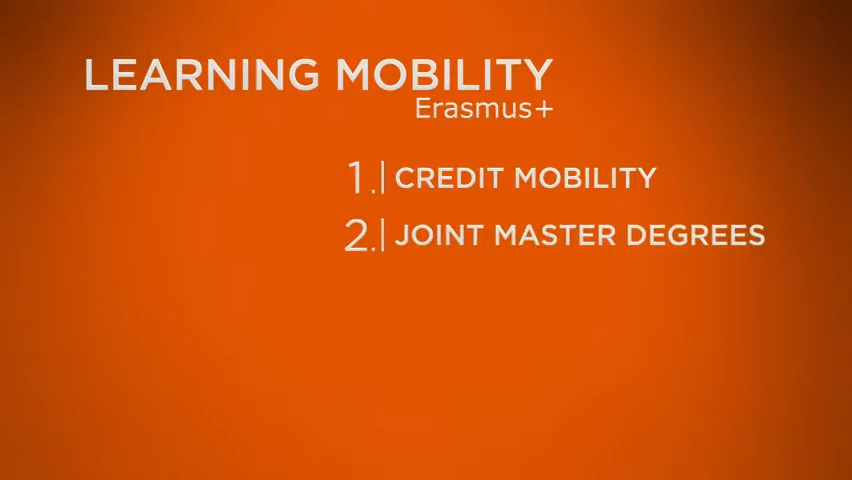 LEARNING MOBILITY
Erasmus+
1. | CREDIT MOBILITY
2. | JOINT MASTER DEGREES